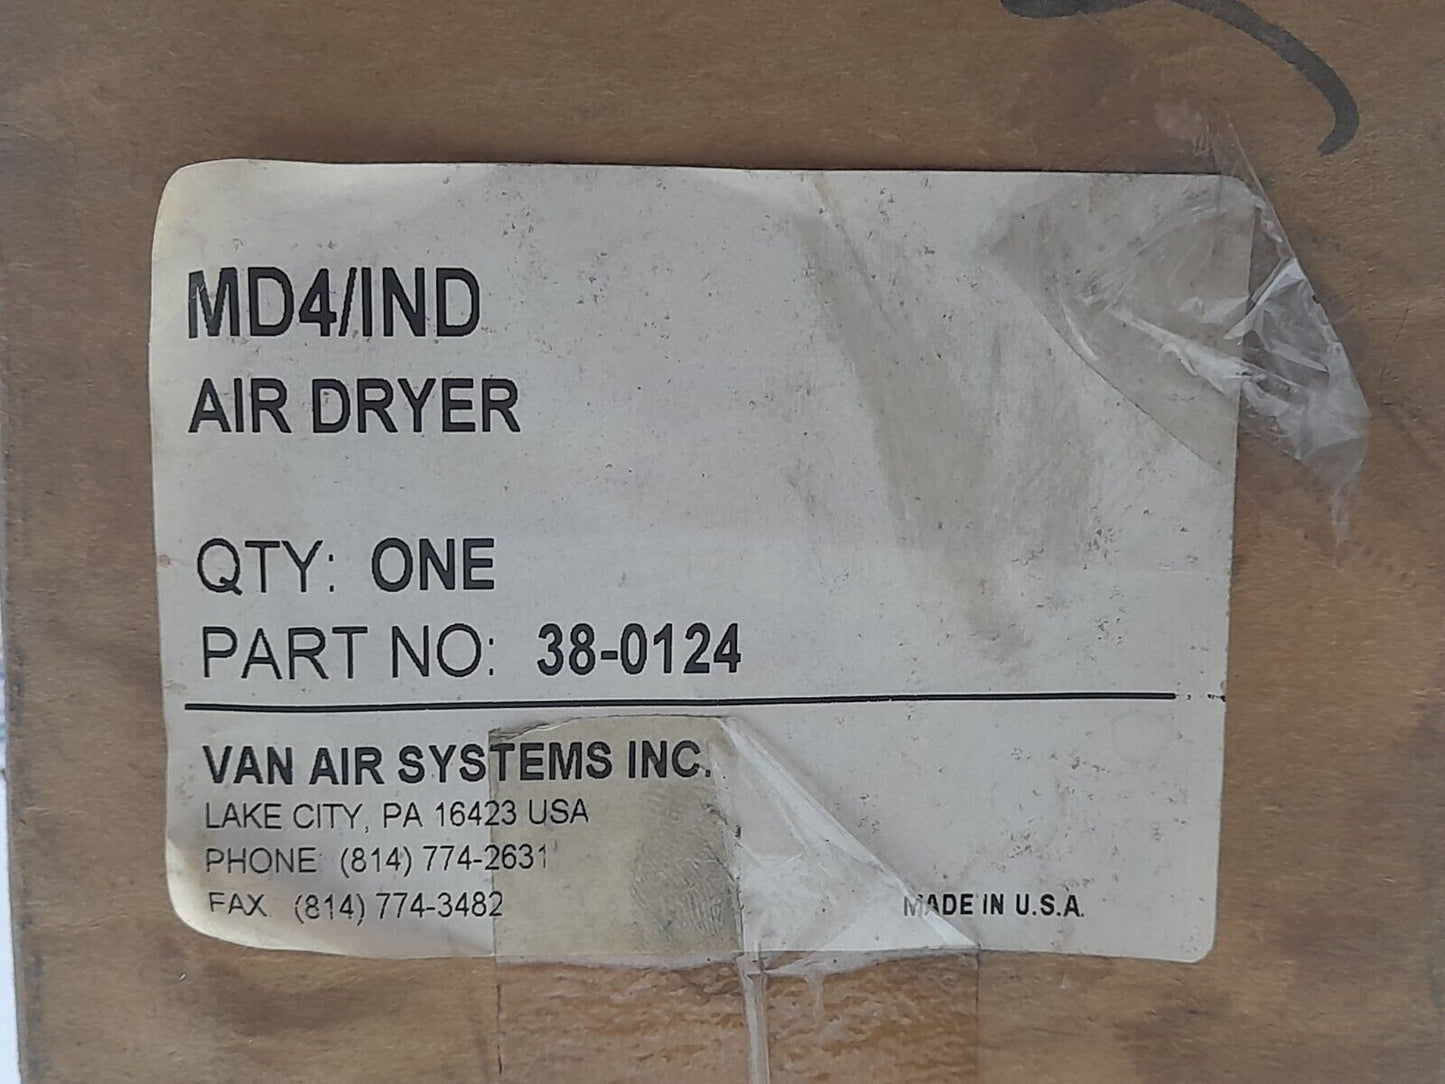 MD4/IND
AIR DRYER
QTY: ONE
PART NO: 38-0124
VAN AIR SYSTEMS INC.
LAKE CITY, PA 16423 USA
PHONE: (814) 774-2631
FAX (814) 774-3482
MADE IN U.S.A.